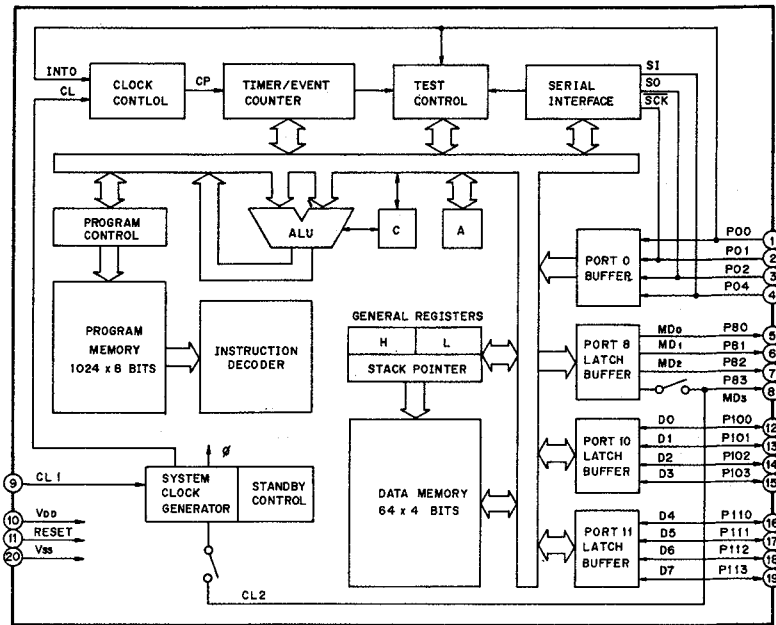 INTO
CL
CLOCK
CONTLOL
CP
TIMER/EVENT
COUNTER
TEST
CONTROL
SERIAL
INTERFACE
SI
SO
SCK
PROGRAM
CONTROL
ALU
C
A
PORT 0
BUFFER
P00
P01
P02
P04
1
2
3
4
PROGRAM
MEMORY
1024 x 8 BITS
INSTRUCTION
DECODER
GENERAL REGISTERS
H
L
STACK POINTER
PORT 8
LATCH
BUFFER
MD0
MD1
MD2
P80
P81
P82
P83
MD3
5
6
7
8
DATA MEMORY
64 x 4 BITS
PORT 10
LATCH
BUFFER
D0
D1
D2
D3
P100
P101
P102
P103
12
13
14
15
PORT 11
LATCH
BUFFER
D4
D5
D6
D7
P110
P111
P112
P113
16
17
18
19
ø
SYSTEM
CLOCK
GENERATOR
STANDBY
CONTROL
9
CL1
10
VDD
11
RESET
20
VSS
CL2